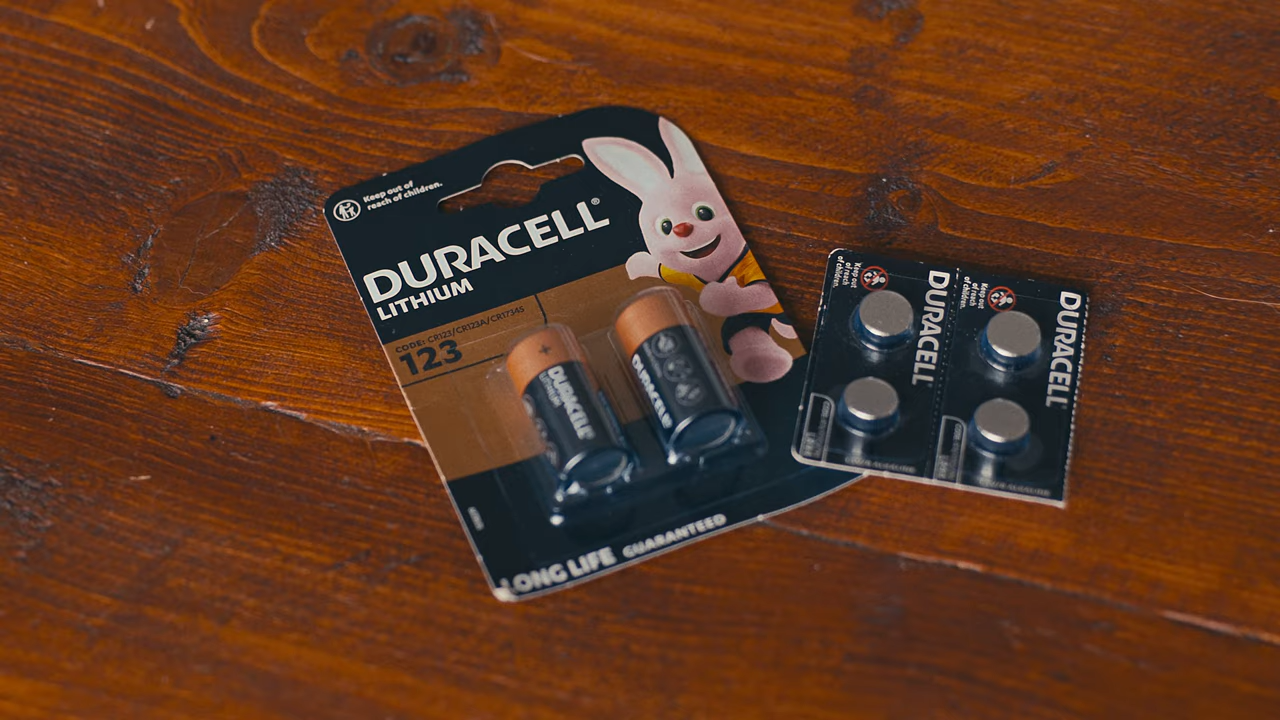 Keep out of
reach of children.
DURACELL®
LITHIUM
CODE: CR123/CR123A/CR17345
123
+
DURACELL
LITHIUM
DURACELL
LONG LIFE GUARANTEED
Keep out
of reach
of children.
DURACELL
Keep out
of reach
of children.
DURACELL